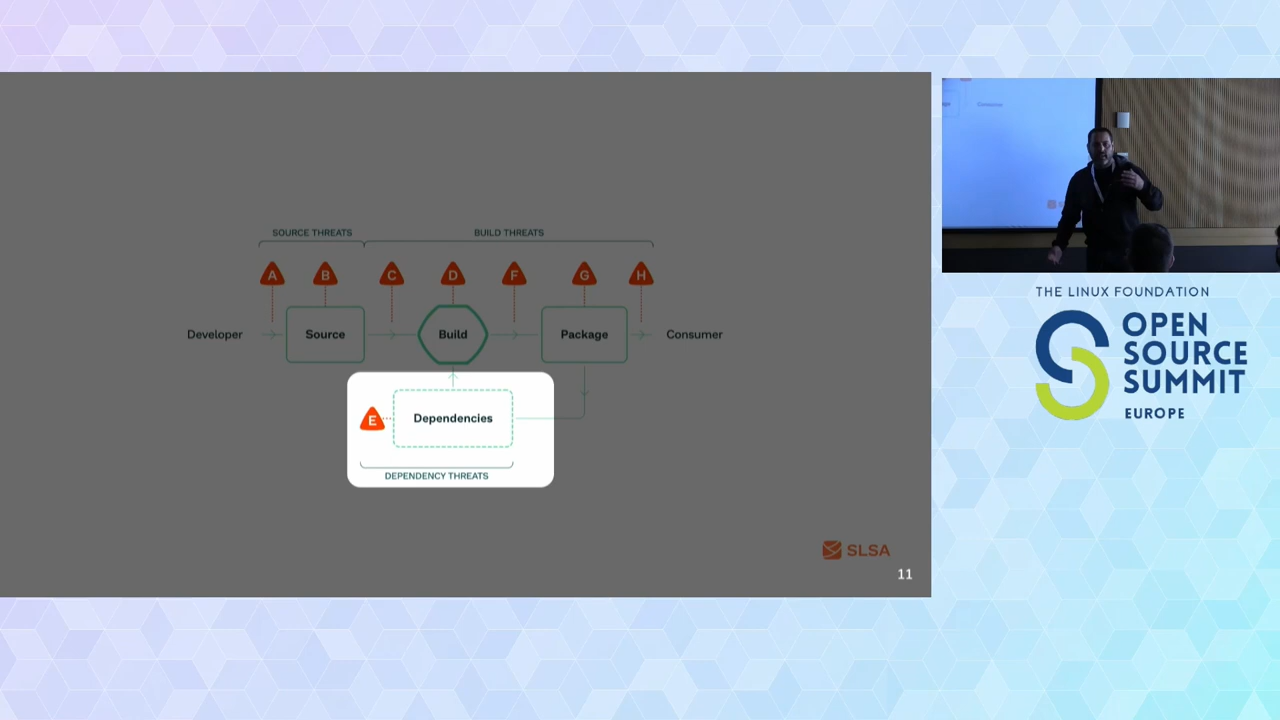 SOURCE THREATS
BUILD THREATS
A
B
C
D
F
G
H
Developer
Source
Build
Package
Consumer
E
Dependencies
DEPENDENCY THREATS
SLSA
11
THE LINUX FOUNDATION
OPEN
SOURCE
SUMMIT
EUROPE